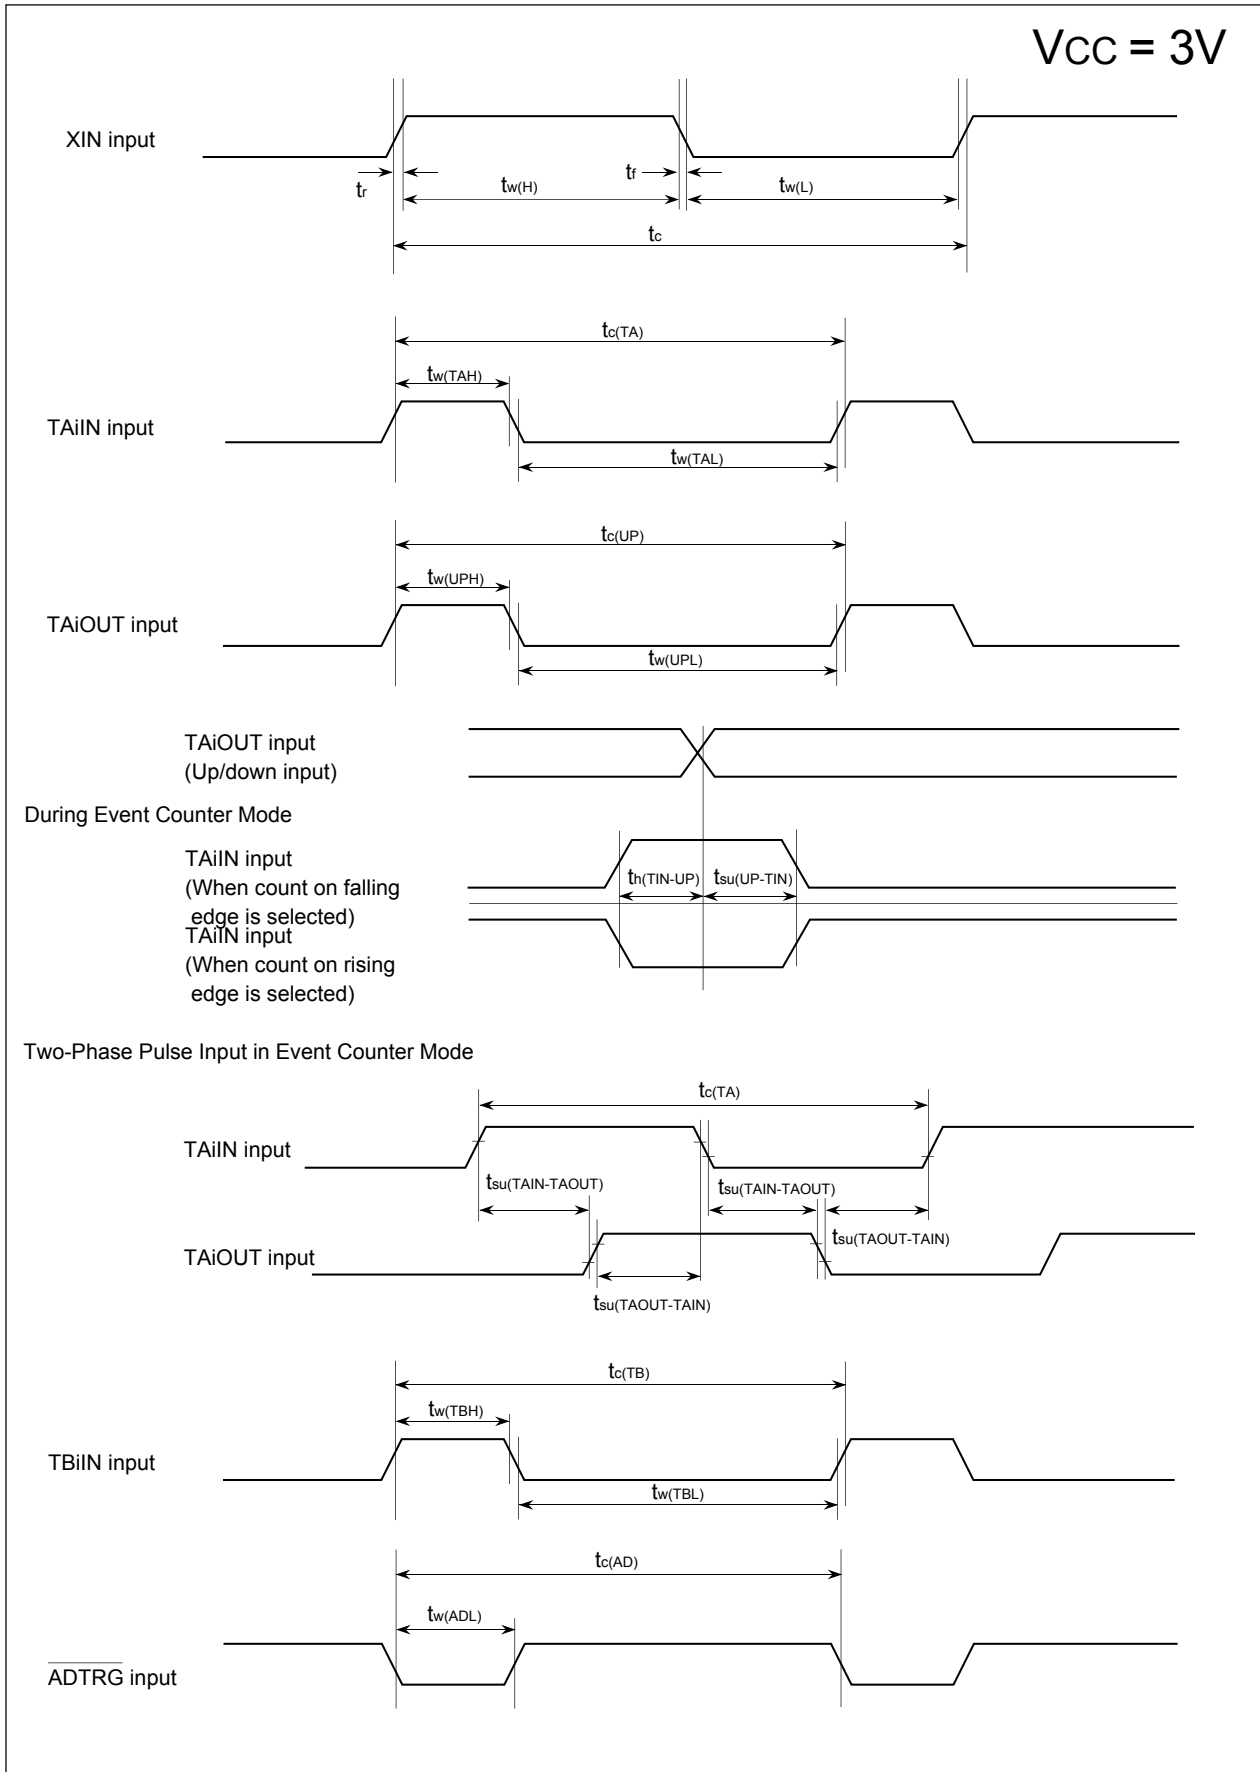 VCC = 3V
XIN input
tr
tw(H)
tf
tw(L)
tc
tc(TA)
tw(TAH)
TAiIN input
tw(TAL)
tc(UP)
tw(UPH)
TAiOUT input
tw(UPL)
TAiOUT input
(Up/down input)
During Event Counter Mode
TAiIN input
(When count on falling
edge is selected)
th(TIN-UP)
tsu(UP-TIN)
TAiIN input
(When count on rising
edge is selected)
Two-Phase Pulse Input in Event Counter Mode
tc(TA)
TAiIN input
tsu(TAIN-TAOUT)
tsu(TAIN-TAOUT)
tsu(TAOUT-TAIN)
TAiOUT input
tsu(TAOUT-TAIN)
tc(TB)
tw(TBH)
TBiIN input
tw(TBL)
tc(AD)
tw(ADL)
ADTRG input